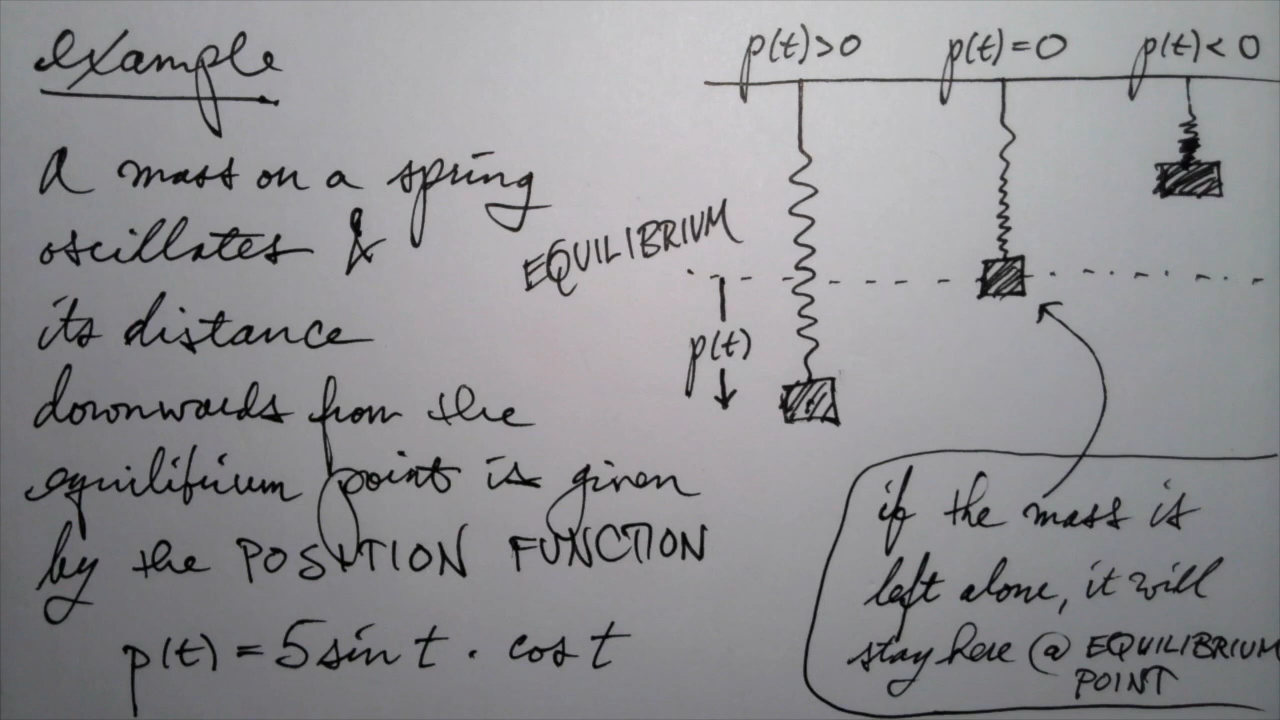 example
A mass on a spring
oscillates &
its distance
downwards from the
equilibrium point is given
by the POSITION FUNCTION
p(t) = 5 sin t · cos t
p(t) > 0
p(t) = 0
p(t) < 0
EQUILIBRIUM
p(t)
if the mass is
left alone, it will
stay here @ EQUILIBRIUM
POINT